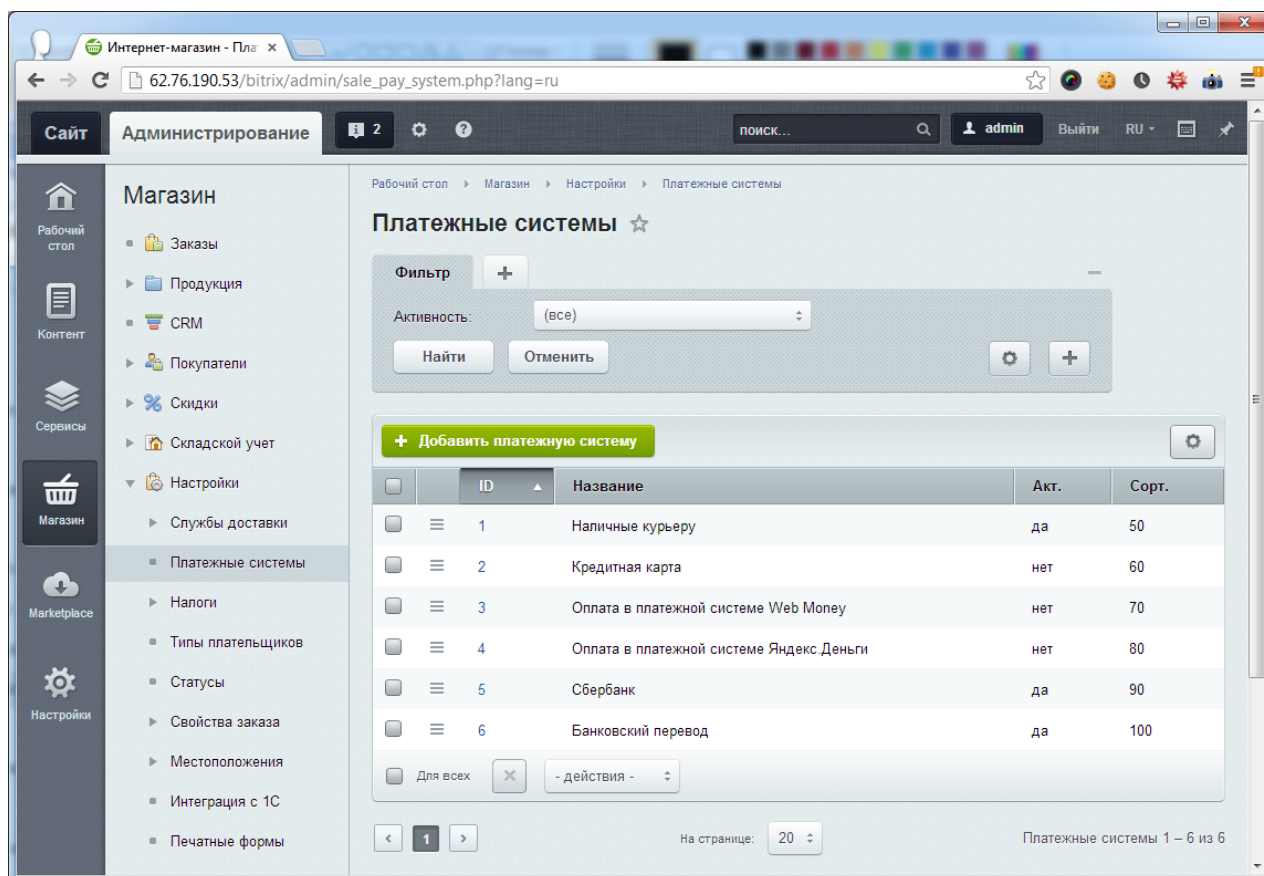 Интернет-магазин - Пла
62.76.190.53/bitrix/admin/sale_pay_system.php?lang=ru
Сайт
Администрирование
2
поиск...
admin
Выйти
RU
Рабочий стол
Контент
Сервисы
Магазин
Marketplace
Настройки
Магазин
Заказы
Продукция
CRM
Покупатели
Скидки
Складской учет
Настройки
Службы доставки
Платежные системы
Налоги
Типы плательщиков
Статусы
Свойства заказа
Местоположения
Интеграция с 1С
Печатные формы
Рабочий стол Магазин Настройки Платежные системы
Платежные системы
Фильтр
Активность: (все)
Найти Отменить
Добавить платежную систему
ID Название Акт. Сорт.
1 Наличные курьеру да 50
2 Кредитная карта нет 60
3 Оплата в платежной системе Web Money нет 70
4 Оплата в платежной системе Яндекс.Деньги нет 80
5 Сбербанк да 90
6 Банковский перевод да 100
Для всех - действия -
1 На странице: 20 Платежные системы 1 – 6 из 6